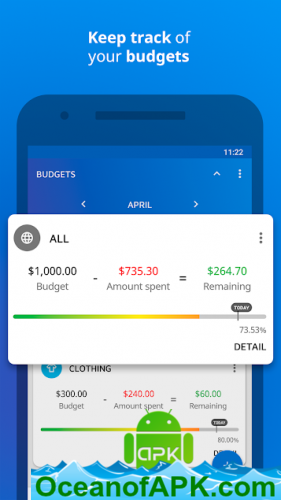 Keep track of
your budgets
11:22
BUDGETS
APRIL
ALL
$1,000.00 - $735.30 = $264.70
Budget Amount spent Remaining
TODAY
73.53%
DETAIL
CLOTHING
$300.00 - $240.00 = $60.00
Budget Amount spent Remaining
TODAY
80.00%
APK
OceanofAPK.com